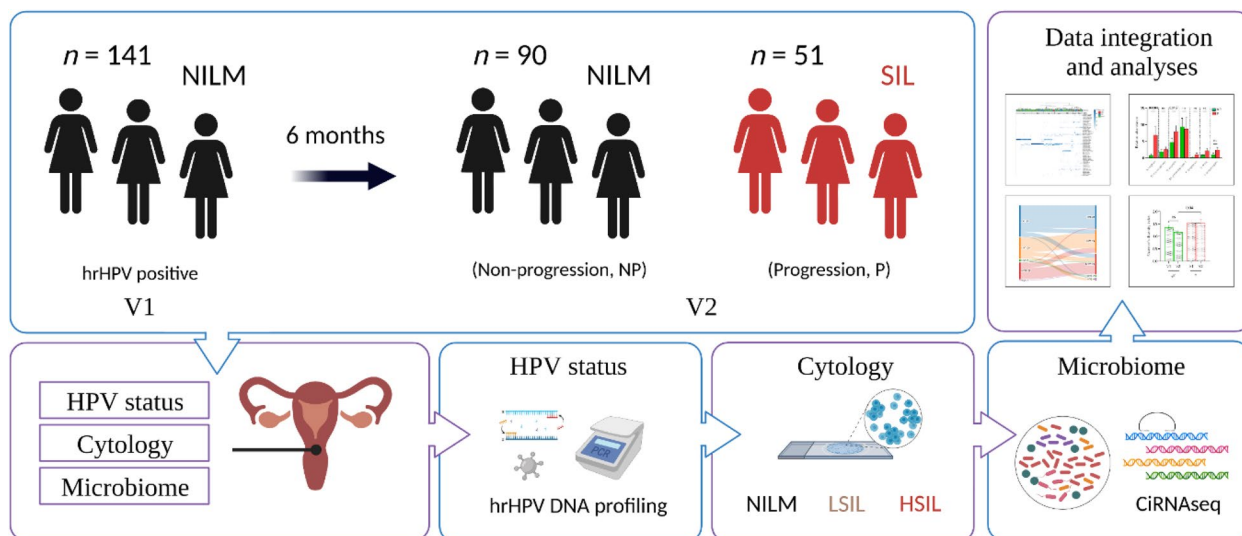 n = 141
NILM
6 months
n = 90
NILM
n = 51
SIL
hrHPV positive
(Non-progression, NP)
(Progression, P)
V1
V2
Data integration
and analyses
HPV status
Cytology
Microbiome
HPV status
PCR
hrHPV DNA profiling
Cytology
NILM LSIL HSIL
Microbiome
CiRNAseq